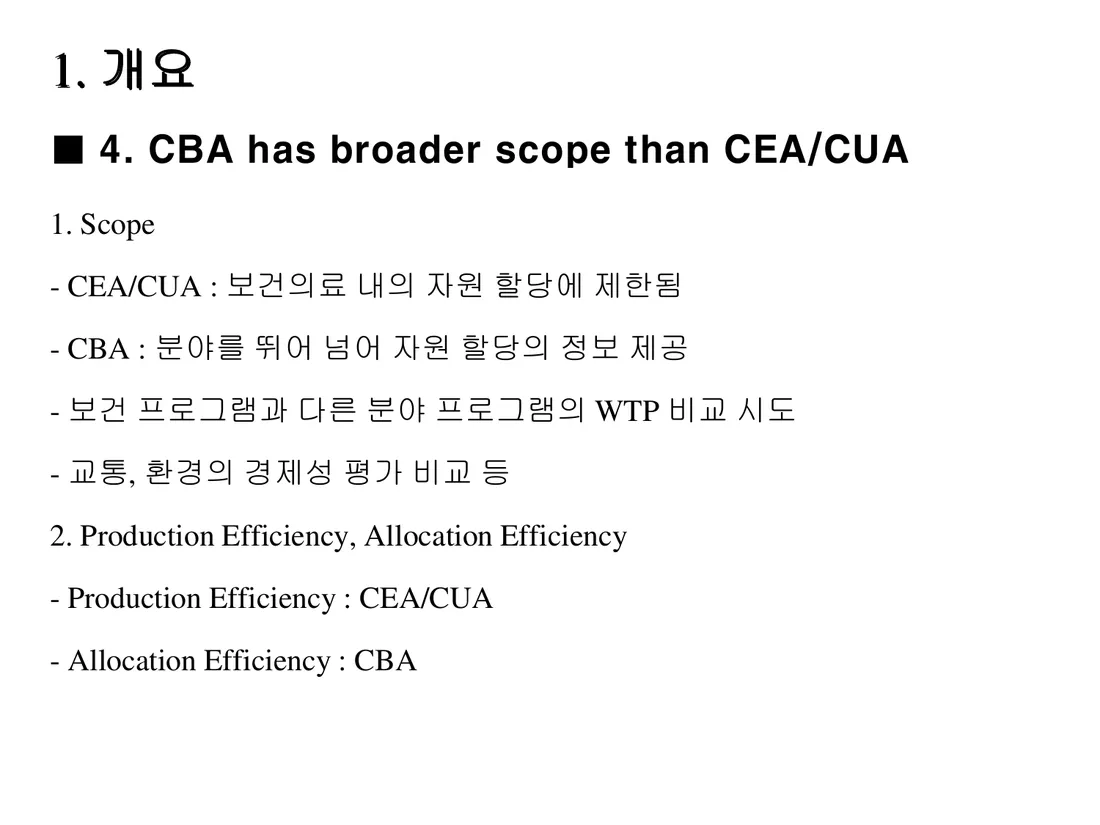 1. 개요
■ 4. CBA has broader scope than CEA/CUA
1. Scope
- CEA/CUA : 보건의료 내의 자원 할당에 제한됨
- CBA : 분야를 뛰어 넘어 자원 할당의 정보 제공
- 보건 프로그램과 다른 분야 프로그램의 WTP 비교 시도
- 교통, 환경의 경제성 평가 비교 등
2. Production Efficiency, Allocation Efficiency
- Production Efficiency : CEA/CUA
- Allocation Efficiency : CBA